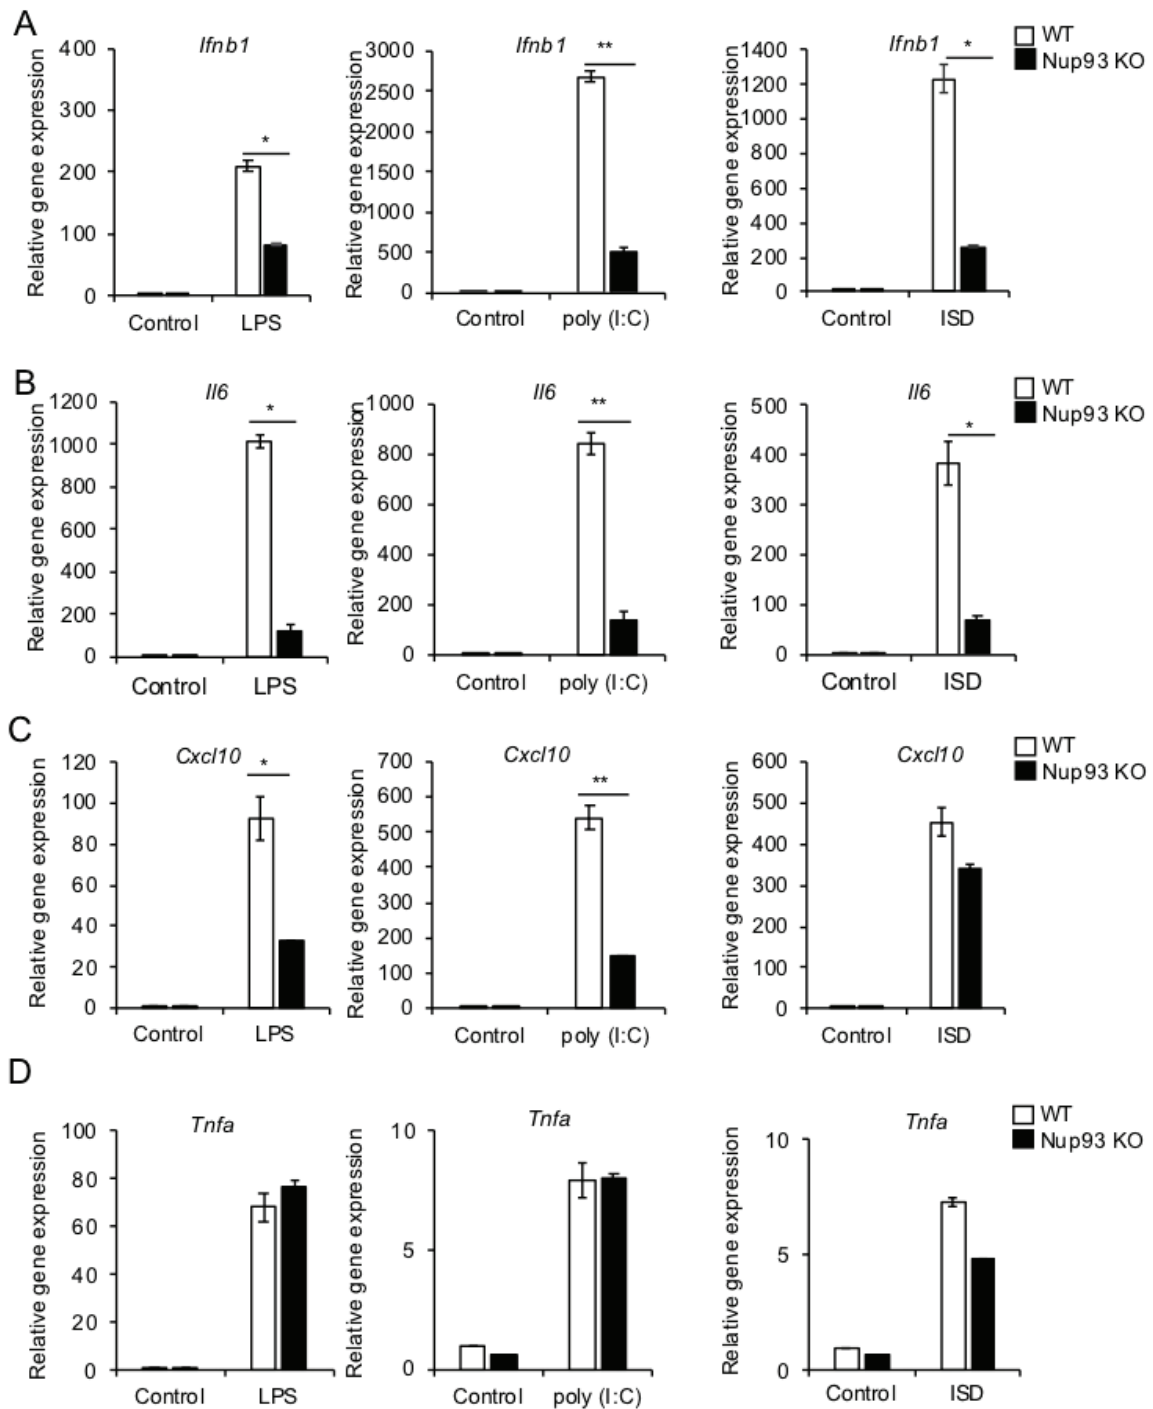 A
Ifnb1
Relative gene expression
400
300
200
100
0
*
Control
LPS
Ifnb1
Relative gene expression
3000
2500
2000
1500
1000
500
0
**
Control
poly (I:C)
Ifnb1
Relative gene expression
1400
1200
1000
800
600
400
200
0
*
Control
ISD
WT
Nup93 KO
B
Il6
Relative gene expression
1200
1000
800
600
400
200
0
*
Control
LPS
Il6
Relative gene expression
1000
800
600
400
200
0
**
Control
poly (I:C)
Il6
Relative gene expression
500
400
300
200
100
0
*
Control
ISD
WT
Nup93 KO
C
Cxcl10
Relative gene expression
120
100
80
60
40
20
0
*
Control
LPS
Cxcl10
Relative gene expression
700
600
500
400
300
200
100
0
**
Control
poly (I:C)
Cxcl10
Relative gene expression
600
500
400
300
200
100
0
Control
ISD
WT
Nup93 KO
D
Tnfa
Relative gene expression
100
80
60
40
20
0
Control
LPS
Tnfa
Relative gene expression
10
5
0
Control
poly (I:C)
Tnfa
Relative gene expression
10
5
0
Control
ISD
WT
Nup93 KO